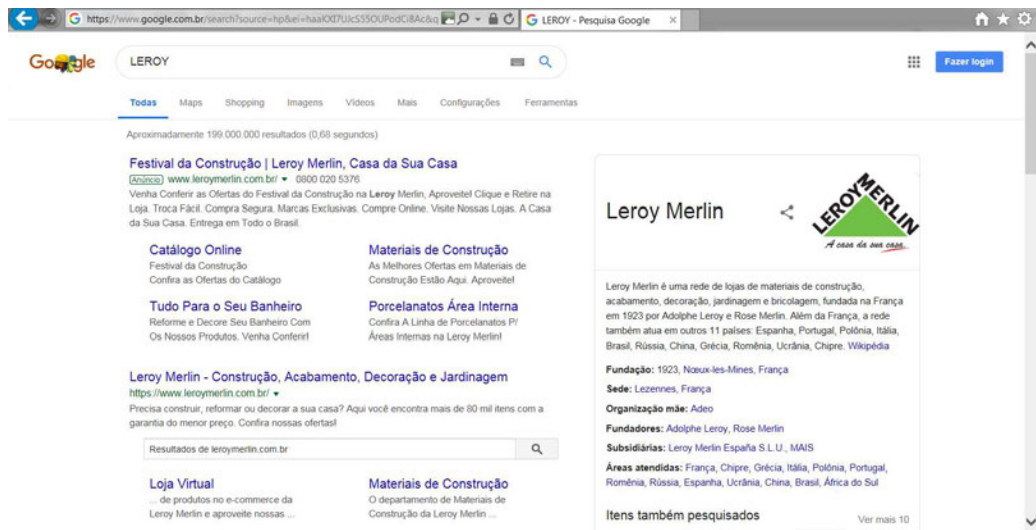 https://www.google.com.br/search?source=hp&ei=haaKXI7UJcS55OUPodCi8Ac&q
LEROY - Pesquisa Google
Google
LEROY
Fazer login
Todas Maps Shopping Imagens Vídeos Mais Configurações Ferramentas
Aproximadamente 199.000.000 resultados (0,68 segundos)
Festival da Construção | Leroy Merlin, Casa da Sua Casa
Anúncio www.leroymerlin.com.br/ 0800 020 5376
Venha Conferir as Ofertas do Festival da Construção na Leroy Merlin, Aproveite! Clique e Retire na
Loja. Troca Fácil. Compra Segura. Marcas Exclusivas. Compre Online. Visite Nossas Lojas. A Casa
da Sua Casa. Entrega em Todo o Brasil.
Catálogo Online
Festival da Construção
Confira as Ofertas do Catálogo
Materiais de Construção
As Melhores Ofertas em Materiais de
Construção Estão Aqui. Aproveite!
Tudo Para o Seu Banheiro
Reforme e Decore Seu Banheiro Com
Os Nossos Produtos. Venha Conferir!
Porcelanatos Área Interna
Confira A Linha de Porcelanatos P/
Áreas Internas na Leroy Merlin!
Leroy Merlin - Construção, Acabamento, Decoração e Jardinagem
https://www.leroymerlin.com.br/
Precisa construir, reformar ou decorar a sua casa? Aqui você encontra mais de 80 mil itens com a
garantia do menor preço. Confira nossas ofertas!
Resultados de leroymerlin.com.br
Loja Virtual
... de produtos no e-commerce da
Leroy Merlin e aproveite nossas ...
Materiais de Construção
O departamento de Materiais de
Construção da Leroy Merlin ...
Leroy Merlin
LEROY MERLIN
A casa da sua casa.
Leroy Merlin é uma rede de lojas de materiais de construção,
acabamento, decoração, jardinagem e bricolagem, fundada na França
em 1923 por Adolphe Leroy e Rose Merlin. Além da França, a rede
também atua em outros 11 países: Espanha, Portugal, Polônia, Itália,
Brasil, Rússia, China, Grécia, Romênia, Ucrânia, Chipre. Wikipédia
Fundação: 1923, Nœux-les-Mines, França
Sede: Lezennes, França
Organização mãe: Adeo
Fundadores: Adolphe Leroy, Rose Merlin
Subsidiárias: Leroy Merlin España S.L.U., MAIS
Áreas atendidas: França, Chipre, Grécia, Itália, Polônia, Portugal,
Romênia, Rússia, Espanha, Ucrânia, China, Brasil, África do Sul
Itens também pesquisados
Ver mais 10